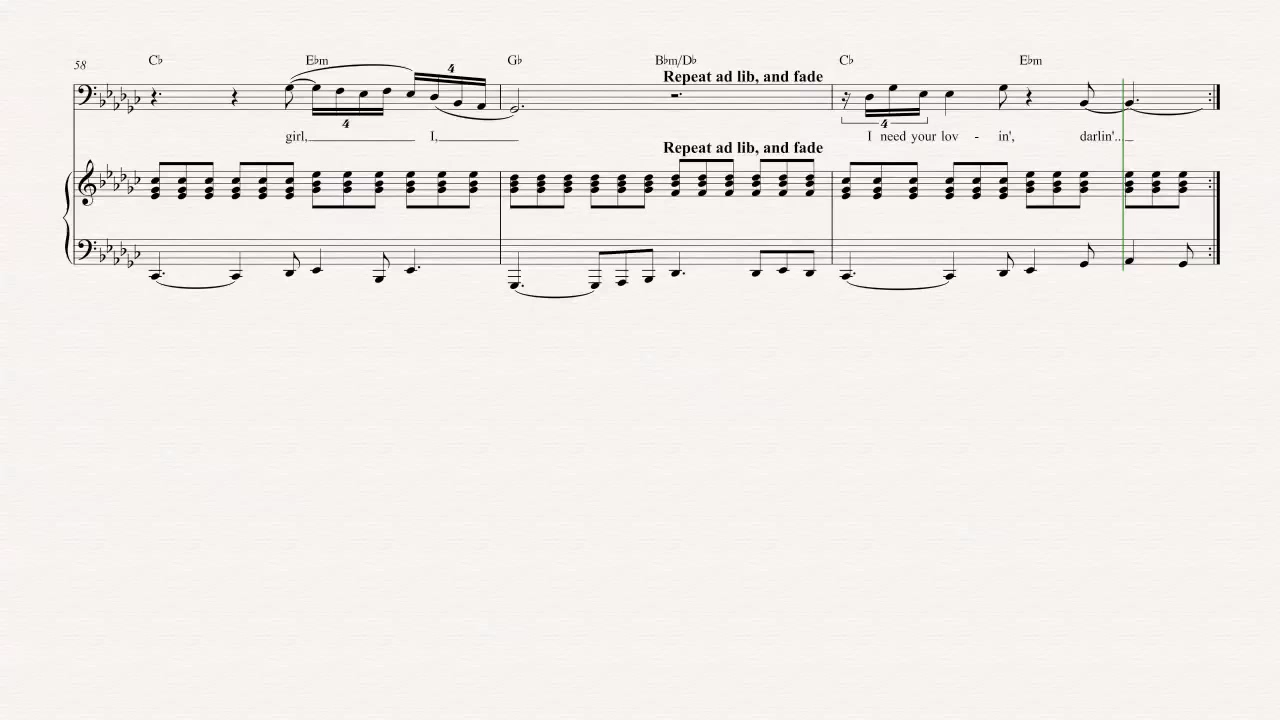 58
C♭ E♭m G♭ B♭m/D♭ C♭ E♭m
Repeat ad lib, and fade
4
4 4
girl, I, I need your lov - in', darlin'...
Repeat ad lib, and fade